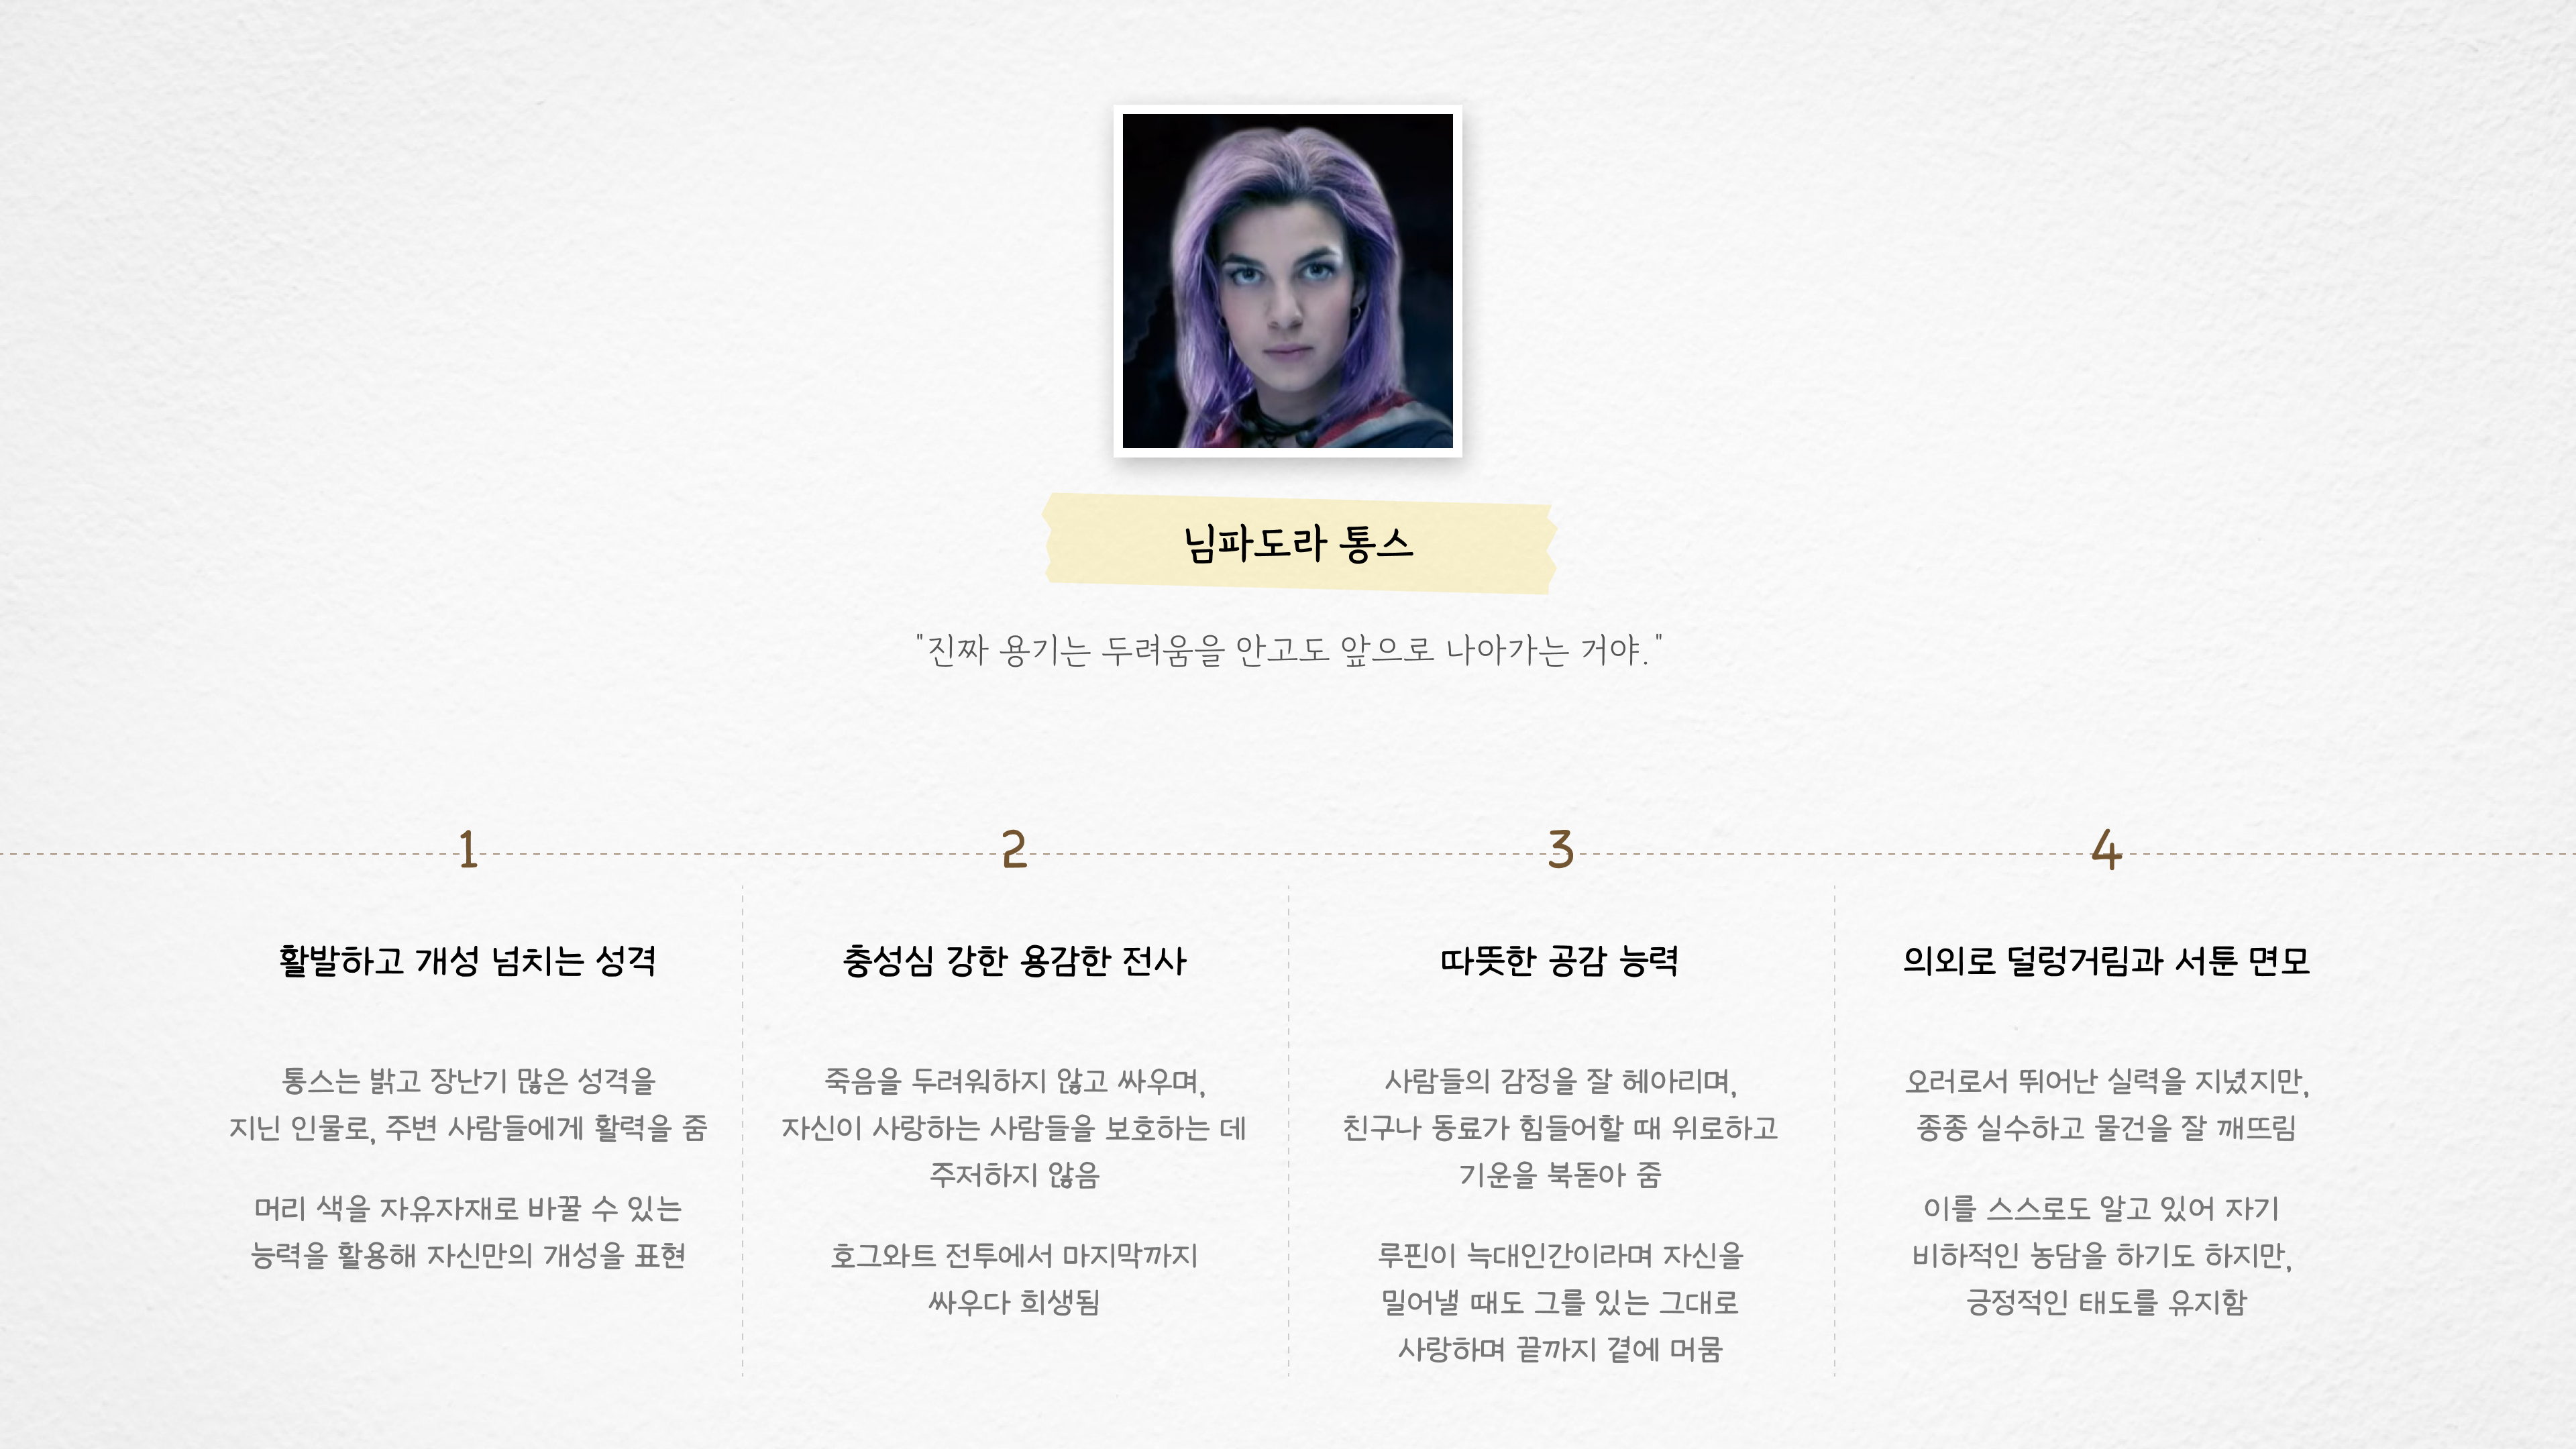 님파도라 통스
"진짜 용기는 두려움을 안고도 앞으로 나아가는 거야."
1
활발하고 개성 넘치는 성격
통스는 밝고 장난기 많은 성격을
지닌 인물로, 주변 사람들에게 활력을 줌
머리 색을 자유자재로 바꿀 수 있는
능력을 활용해 자신만의 개성을 표현
2
충성심 강한 용감한 전사
죽음을 두려워하지 않고 싸우며,
자신이 사랑하는 사람들을 보호하는 데
주저하지 않음
호그와트 전투에서 마지막까지
싸우다 희생됨
3
따뜻한 공감 능력
사람들의 감정을 잘 헤아리며,
친구나 동료가 힘들어할 때 위로하고
기운을 북돋아 줌
루핀이 늑대인간이라며 자신을
밀어낼 때도 그를 있는 그대로
사랑하며 끝까지 곁에 머뭄
4
의외로 덜렁거림과 서툰 면모
오러로서 뛰어난 실력을 지녔지만,
종종 실수하고 물건을 잘 깨뜨림
이를 스스로도 알고 있어 자기
비하적인 농담을 하기도 하지만,
긍정적인 태도를 유지함